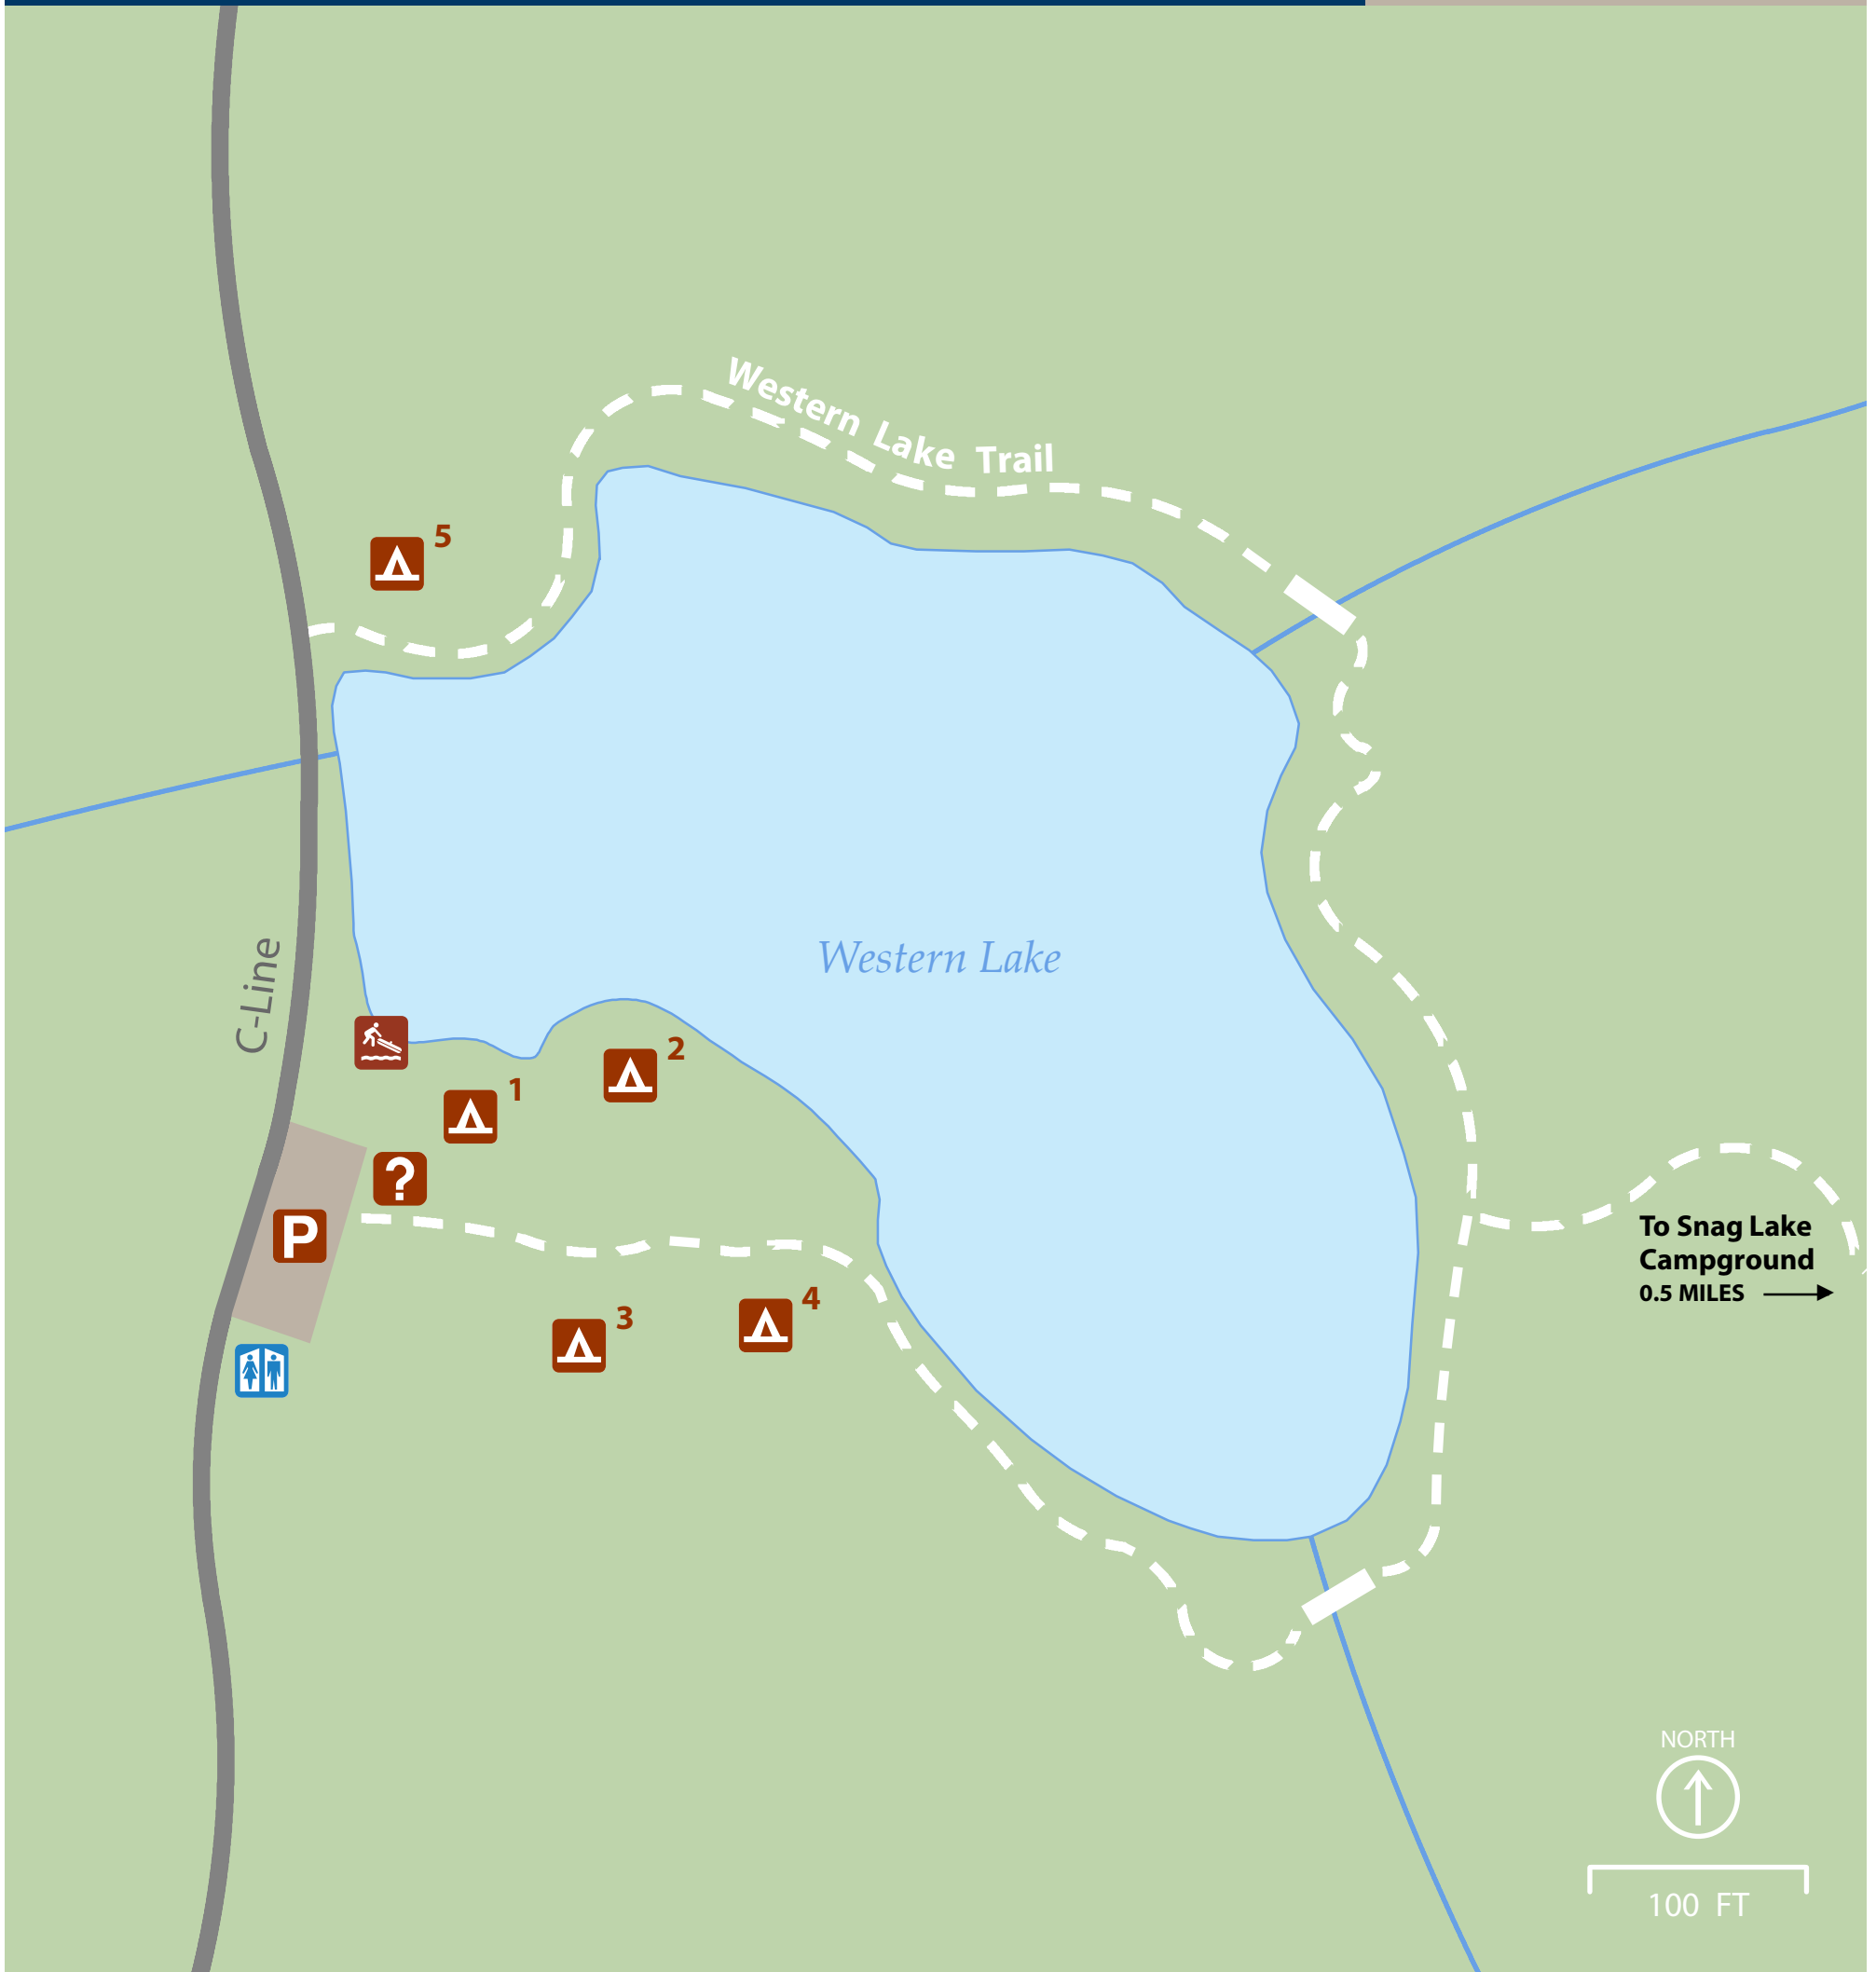 Western Lake Trail
5
Western Lake
C-Line
2
1
?
P
To Snag Lake
Campground
0.5 MILES
4
3
NORTH
100 FT